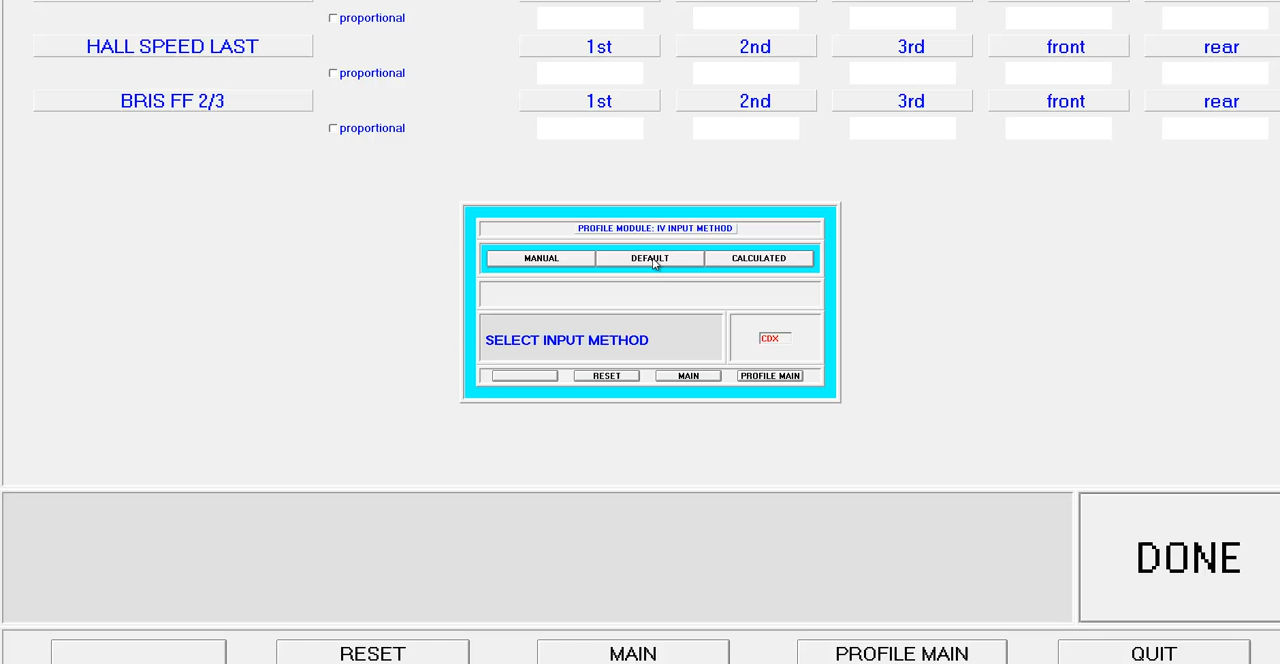 proportional
HALL SPEED LAST 1st 2nd 3rd front rear
proportional
BRIS FF 2/3 1st 2nd 3rd front rear
proportional
PROFILE MODULE: IV INPUT METHOD
MANUAL DEFAULT CALCULATED
SELECT INPUT METHOD CDX
RESET MAIN PROFILE MAIN
DONE
RESET MAIN PROFILE MAIN QUIT